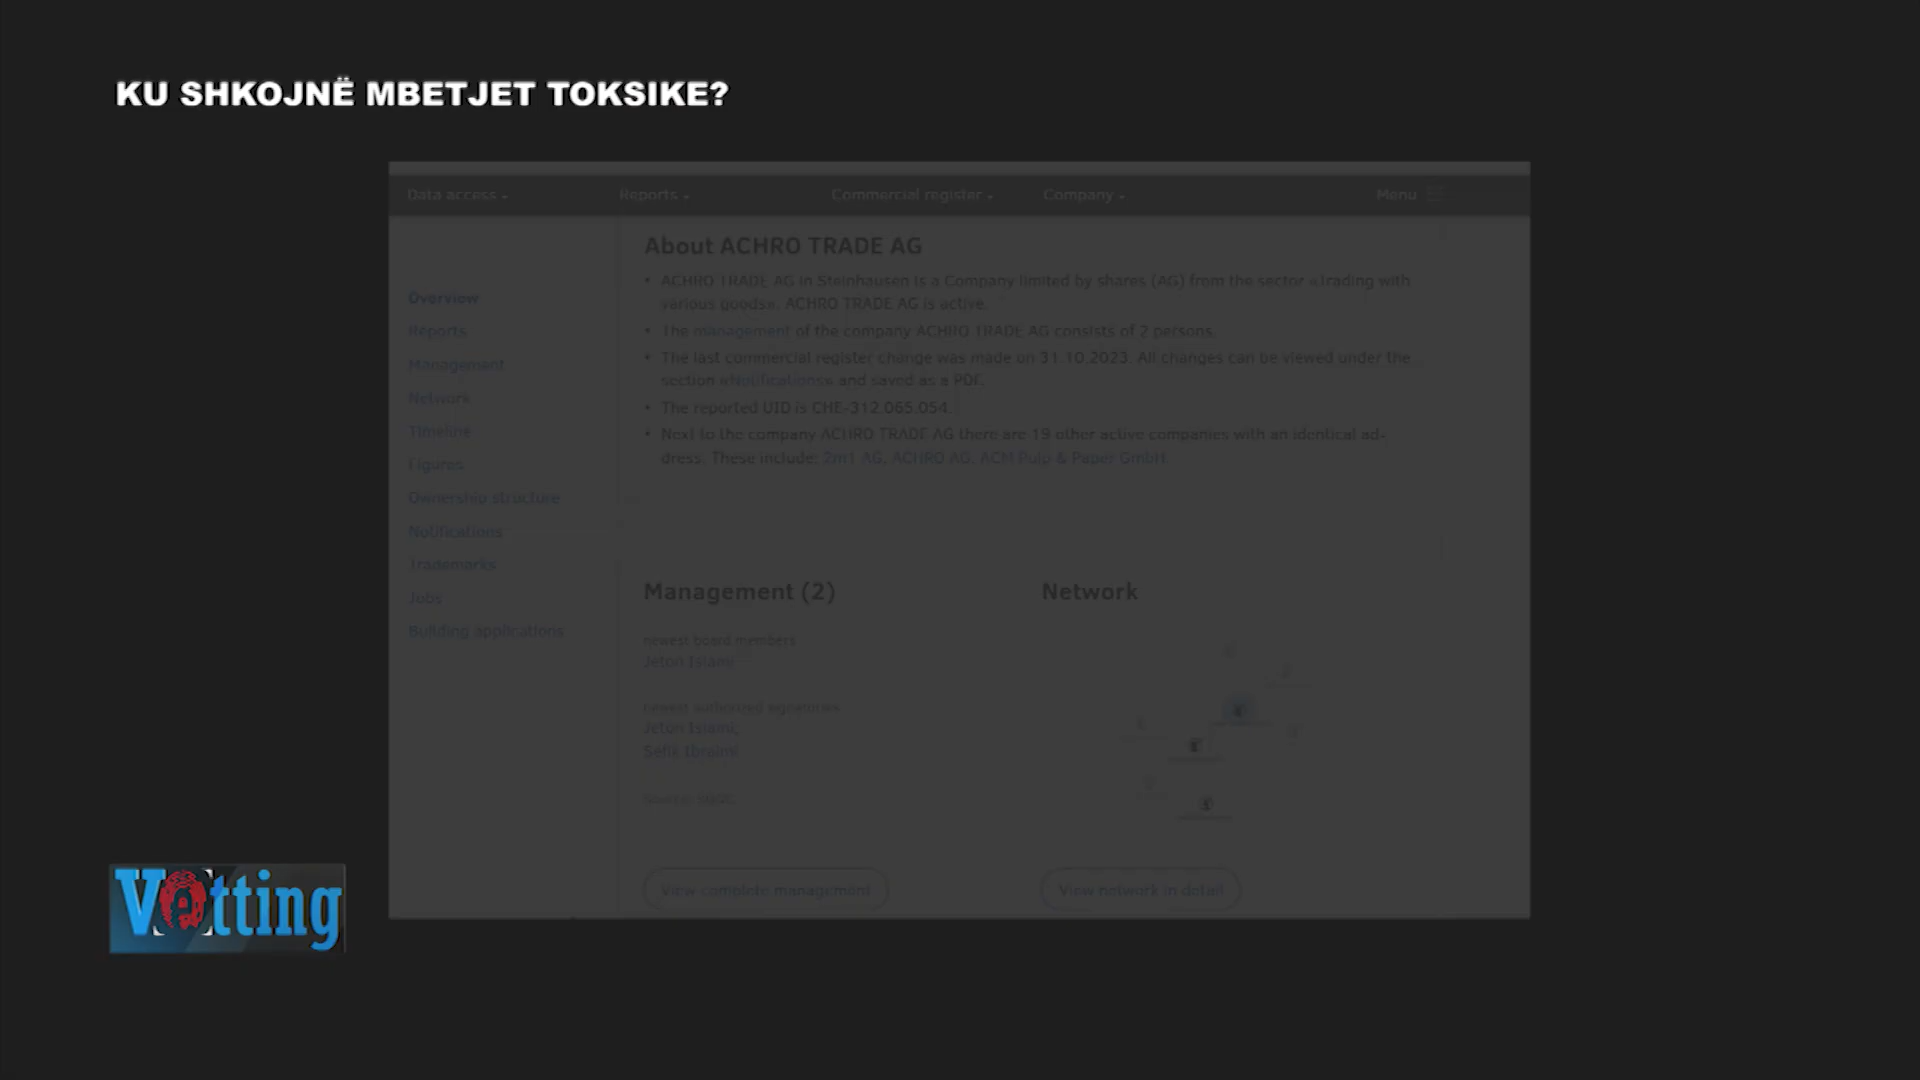 KU SHKOJNË MBETJET TOKSIKE?
Data access
Reports
Commercial register
Company
Menu
About ACHRO TRADE AG
• ACHRO TRADE AG in Steinhausen is a Company limited by shares (AG) from the sector «Trading with
various goods». ACHRO TRADE AG is active.
• The management of the company ACHRO TRADE AG consists of 2 persons.
• The last commercial register change was made on 31.10.2023. All changes can be viewed under the
section «Notifications» and saved as a PDF.
• The reported UID is CHE-312.065.054.
• Next to the company ACHRO TRADE AG there are 19 other active companies with an identical ad-
dress. These include: 2m1 AG, ACHRO AG, ACM Pulp & Paper GmbH.
Overview
Reports
Management
Network
Timeline
Figures
Ownership structure
Notifications
Trademarks
Jobs
Building applications
Management (2)
newest board members
Jeton Islami
newest authorized signatories
Jeton Islami,
Sefik Ibraimi
Source: SHAB
View complete management
Network
View network in detail
Vetting